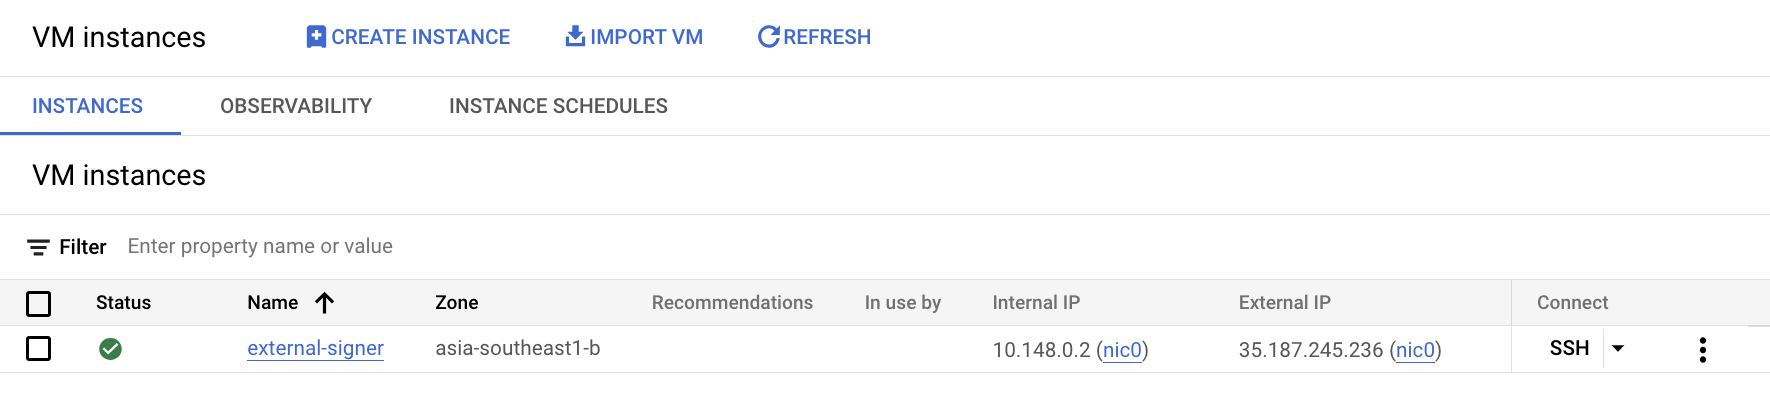 VM instances CREATE INSTANCE IMPORT VM REFRESH
INSTANCES OBSERVABILITY INSTANCE SCHEDULES
VM instances
Filter Enter property name or value
Status Name Zone Recommendations In use by Internal IP External IP Connect
external-signer asia-southeast1-b 10.148.0.2 (nic0) 35.187.245.236 (nic0) SSH